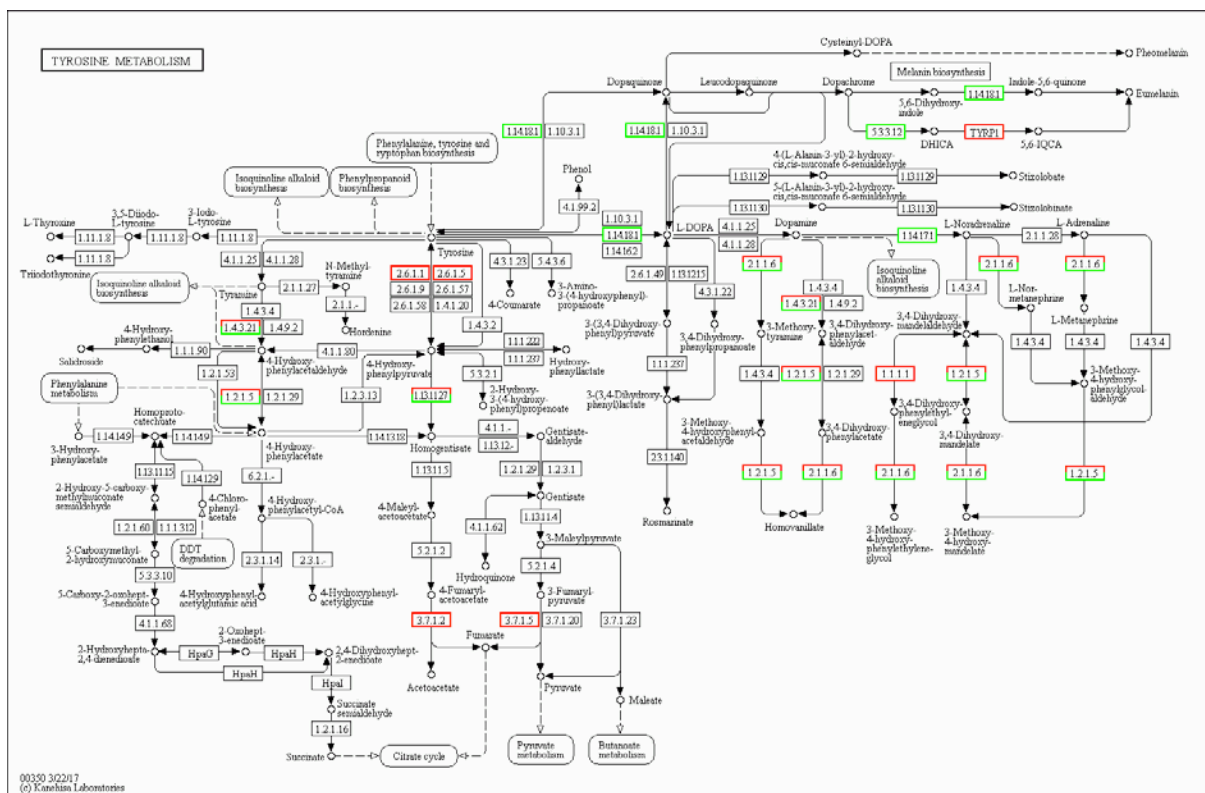 TYROSINE METABOLISM
Cysteinyl-DOPA
Pheomelanin
Dopaquinone
Leucodopaquinone
Dopachrome
Melanin biosynthesis
Indole-5,6-quinone
1.14.18.1
Eumelanin
5,6-Dihydroxy-
indole
1.14.18.1
1.10.3.1
1.14.18.1
1.10.3.1
5.3.3.12
TYRP1
DHICA
5,6-IQCA
Phenylalanine, tyrosine and
ryptophan biosynthesis
Isoquinoline alkaloid
biosynthesis
Phenylpropanoid
biosynthesis
Phenol
4.1.99.2
4-(L-Alanin-3-yl)-2-hydroxy-
cis,cis-muconate 6-semialdehyde
1.13.11.29
1.13.11.29
Stizolobate
5-(L-Alanin-3-yl)-2-hydroxy-
cis,cis-muconate 6-semialdehyde
1.13.11.30
1.13.11.30
Stizolobinate
L-Thyroxine
3,5-Diiodo-
L-tyrosine
3-Iodo-
L-tyrosine
1.11.1.8
1.11.1.8
1.11.1.8
1.11.1.8
Triiodothyronine
1.10.3.1
1.14.18.1
1.14.16.2
L-DOPA
4.1.1.25
4.1.1.28
Dopamine
1.14.17.1
L-Noradrenaline
2.1.1.28
L-Adrenaline
Tyrosine
4.1.1.25
4.1.1.28
N-Methyl-
tyramine
2.6.1.1
2.6.1.5
2.6.1.9
2.6.1.57
2.6.1.58
1.4.1.20
4.3.1.23
5.4.3.6
4-Coumarate
3-Amino-
3-(4-hydroxyphenyl)-
propanoate
2.6.1.49
1.13.12.15
4.3.1.22
2.1.1.6
Isoquinoline
alkaloid
biosynthesis
2.1.1.6
2.1.1.6
Isoquinoline alkaloid
biosynthesis
Tyramine
2.1.1.27
2.1.1.-
Hordenine
1.4.3.4
1.4.3.21
1.4.9.2
1.4.3.2
1.4.3.4
1.4.3.21
1.4.9.2
1.4.3.4
L-Nor-
metanephrine
L-Metanephrine
4-Hydroxy-
phenylethanol
Salidroside
1.1.1.90
4-Hydroxy-
phenylacetaldehyde
4.1.1.80
4-Hydroxy-
phenylpyruvate
1.1.1.222
1.1.1.237
Hydroxy-
phenyllactate
3-(3,4-Dihydroxy-
phenyl)pyruvate
3,4-Dihydroxy-
phenylpropanoate
3-Methoxy-
tyramine
3,4-Dihydroxy-
phenylacet-
aldehyde
3,4-Dihydroxy-
mandelaldehyde
1.4.3.4
1.4.3.4
1.4.3.4
1.2.1.53
1.2.1.5
1.2.1.29
1.2.3.13
1.13.11.27
5.3.2.1
2-Hydroxy-
3-(4-hydroxy-
phenyl)propenoate
1.1.1.237
3-(3,4-Dihydroxy-
phenyl)lactate
1.4.3.4
1.2.1.5
1.2.1.29
1.1.1.1
1.2.1.5
3-Methoxy-
4-hydroxy-
phenylglycol-
aldehyde
Phenylalanine
metabolism
Homoproto-
catechuate
1.14.14.9
1.14.14.9
3-Hydroxy-
phenylacetate
4-Hydroxy-
phenylacetate
1.14.13.18
Homogentisate
4.1.1.-
1.13.12.-
Gentisate-
aldehyde
3-Methoxy-
4-hydroxyphenyl-
acetaldehyde
3,4-Dihydroxy-
phenylacetate
3,4-Dihydroxy-
phenylethyl-
eneglycol
3,4-Dihydroxy-
mandelate
1.13.11.15
1.14.12.9
6.2.1.-
1.13.11.5
1.2.1.29
1.2.3.1
2.3.1.140
1.2.1.5
2.1.1.6
2.1.1.6
2.1.1.6
1.2.1.5
2-Hydroxy-5-carboxy-
methylmuconate
semialdehyde
4-Chloro-
phenyl-
acetate
4-Hydroxy-
phenylacetyl-CoA
4-Maleyl-
acetoacetate
Gentisate
Rosmarinate
Homovanillate
3-Methoxy-
4-hydroxy-
phenylethylene-
glycol
3-Methoxy-
4-hydroxy-
mandelate
1.2.1.60
1.1.1.312
4.1.1.62
1.13.11.4
3-Maleylpyruvate
5-Carboxymethyl-
2-hydroxymuconate
DDT
degradation
2.3.1.14
2.3.1.-
5.2.1.2
Hydroquinone
5.2.1.4
5.3.3.10
5-Carboxy-2-oxohept-
3-enedioate
4-Hydroxyphenyl-
acetylglutamic acid
4-Hydroxyphenyl-
acetylglycine
4-Fumaryl-
acetoacetate
3-Fumaryl-
pyruvate
4.1.1.68
3.7.1.2
3.7.1.5
3.7.1.20
3.7.1.23
2-Oxohept-
3-enedioate
Fumarate
2-Hydroxyhepta-
2,4-dienedioate
HpaG
HpaH
2,4-Dihydroxyhept-
2-enedioate
HpaH
HpaI
Acetoacetate
Pyruvate
Maleate
Succinate
semialdehyde
1.2.1.16
Succinate
Citrate cycle
Pyruvate
metabolism
Butanoate
metabolism
00350 3/22/17
(c) Kanehisa Laboratories